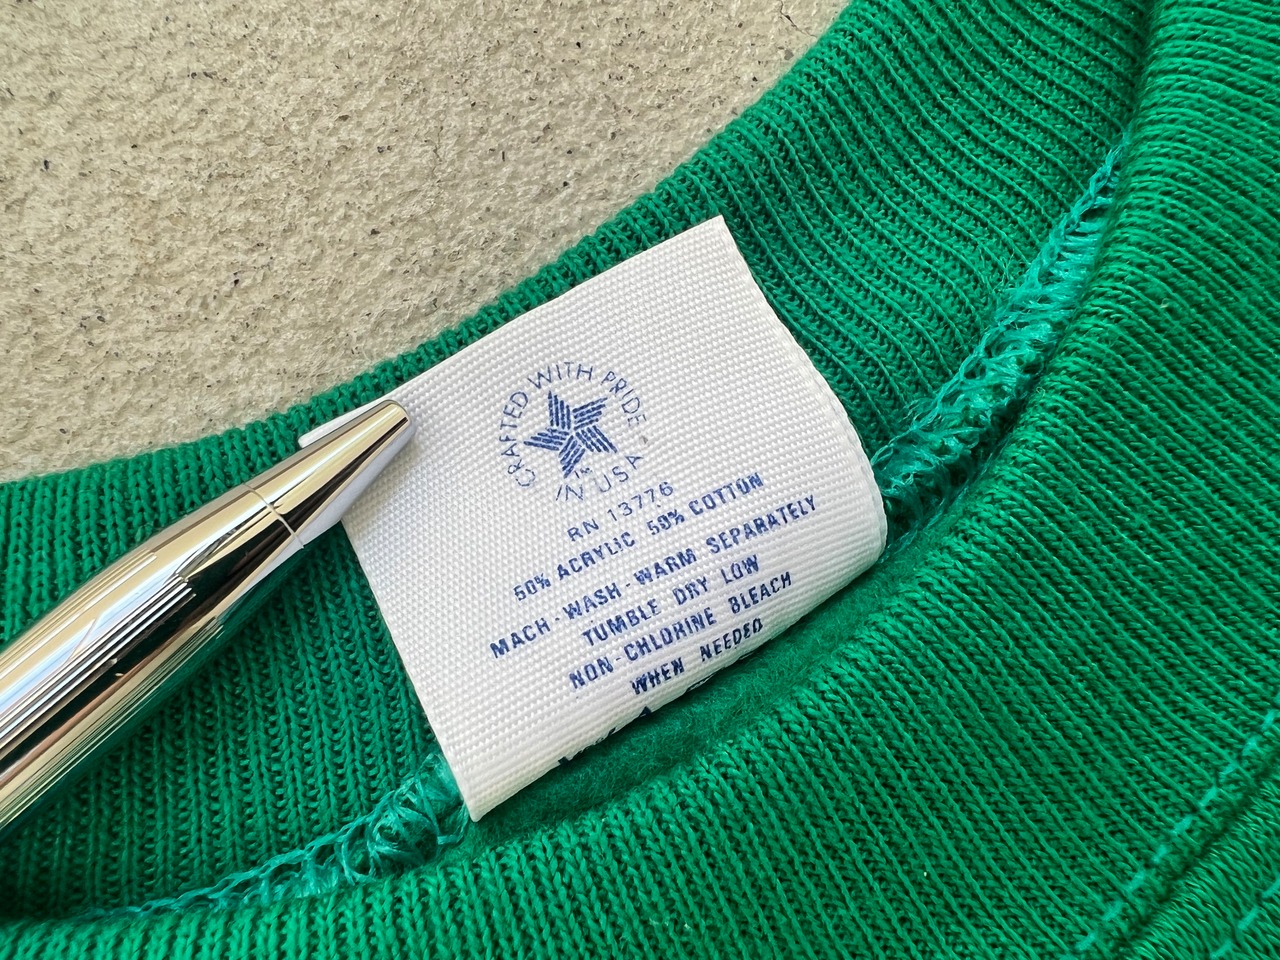 CRAFTED WITH PRIDE
IN USA
TM
RN 13776
50% ACRYLIC 50% COTTON
MACH-WASH-WARM SEPARATELY
TUMBLE DRY LOW
NON-CHLORINE BLEACH
WHEN NEEDED